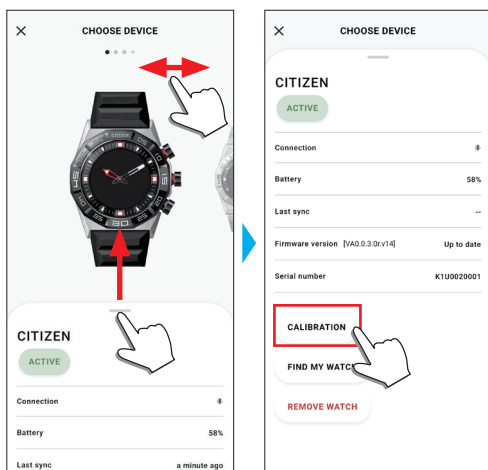 CHOOSE DEVICE
CITIZEN
ACTIVE
Connection
Battery 58%
Last sync a minute ago
CHOOSE DEVICE
CITIZEN
ACTIVE
Connection
Battery 58%
Last sync --
Firmware version [VA0.0.3.0r.v14] Up to date
Serial number K1U0020001
CALIBRATION
FIND MY WATC
REMOVE WATCH